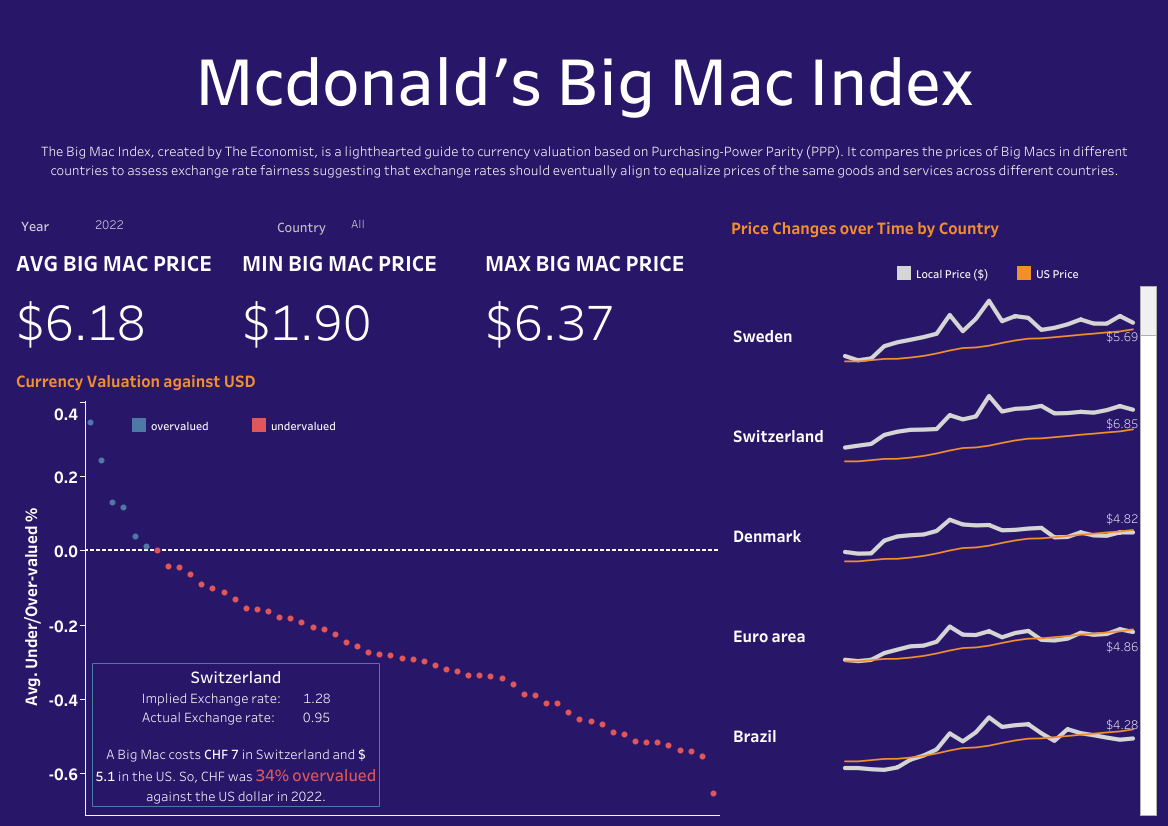 Mcdonald’s Big Mac Index
The Big Mac Index, created by The Economist, is a lighthearted guide to currency valuation based on Purchasing-Power Parity (PPP). It compares the prices of Big Macs in different
countries to assess exchange rate fairness suggesting that exchange rates should eventually align to equalize prices of the same goods and services across different countries.
Year 2022 Country All
AVG BIG MAC PRICE MIN BIG MAC PRICE MAX BIG MAC PRICE
$6.18 $1.90 $6.37
Currency Valuation against USD
overvalued undervalued
Avg. Under/Over-valued %
0.4
0.2
0.0
-0.2
-0.4
-0.6
Switzerland
Implied Exchange rate: 1.28
Actual Exchange rate: 0.95
A Big Mac costs CHF 7 in Switzerland and $
5.1 in the US. So, CHF was 34% overvalued
against the US dollar in 2022.
Price Changes over Time by Country
Local Price ($) US Price
Sweden $5.69
Switzerland $6.85
Denmark $4.82
Euro area $4.86
Brazil $4.28